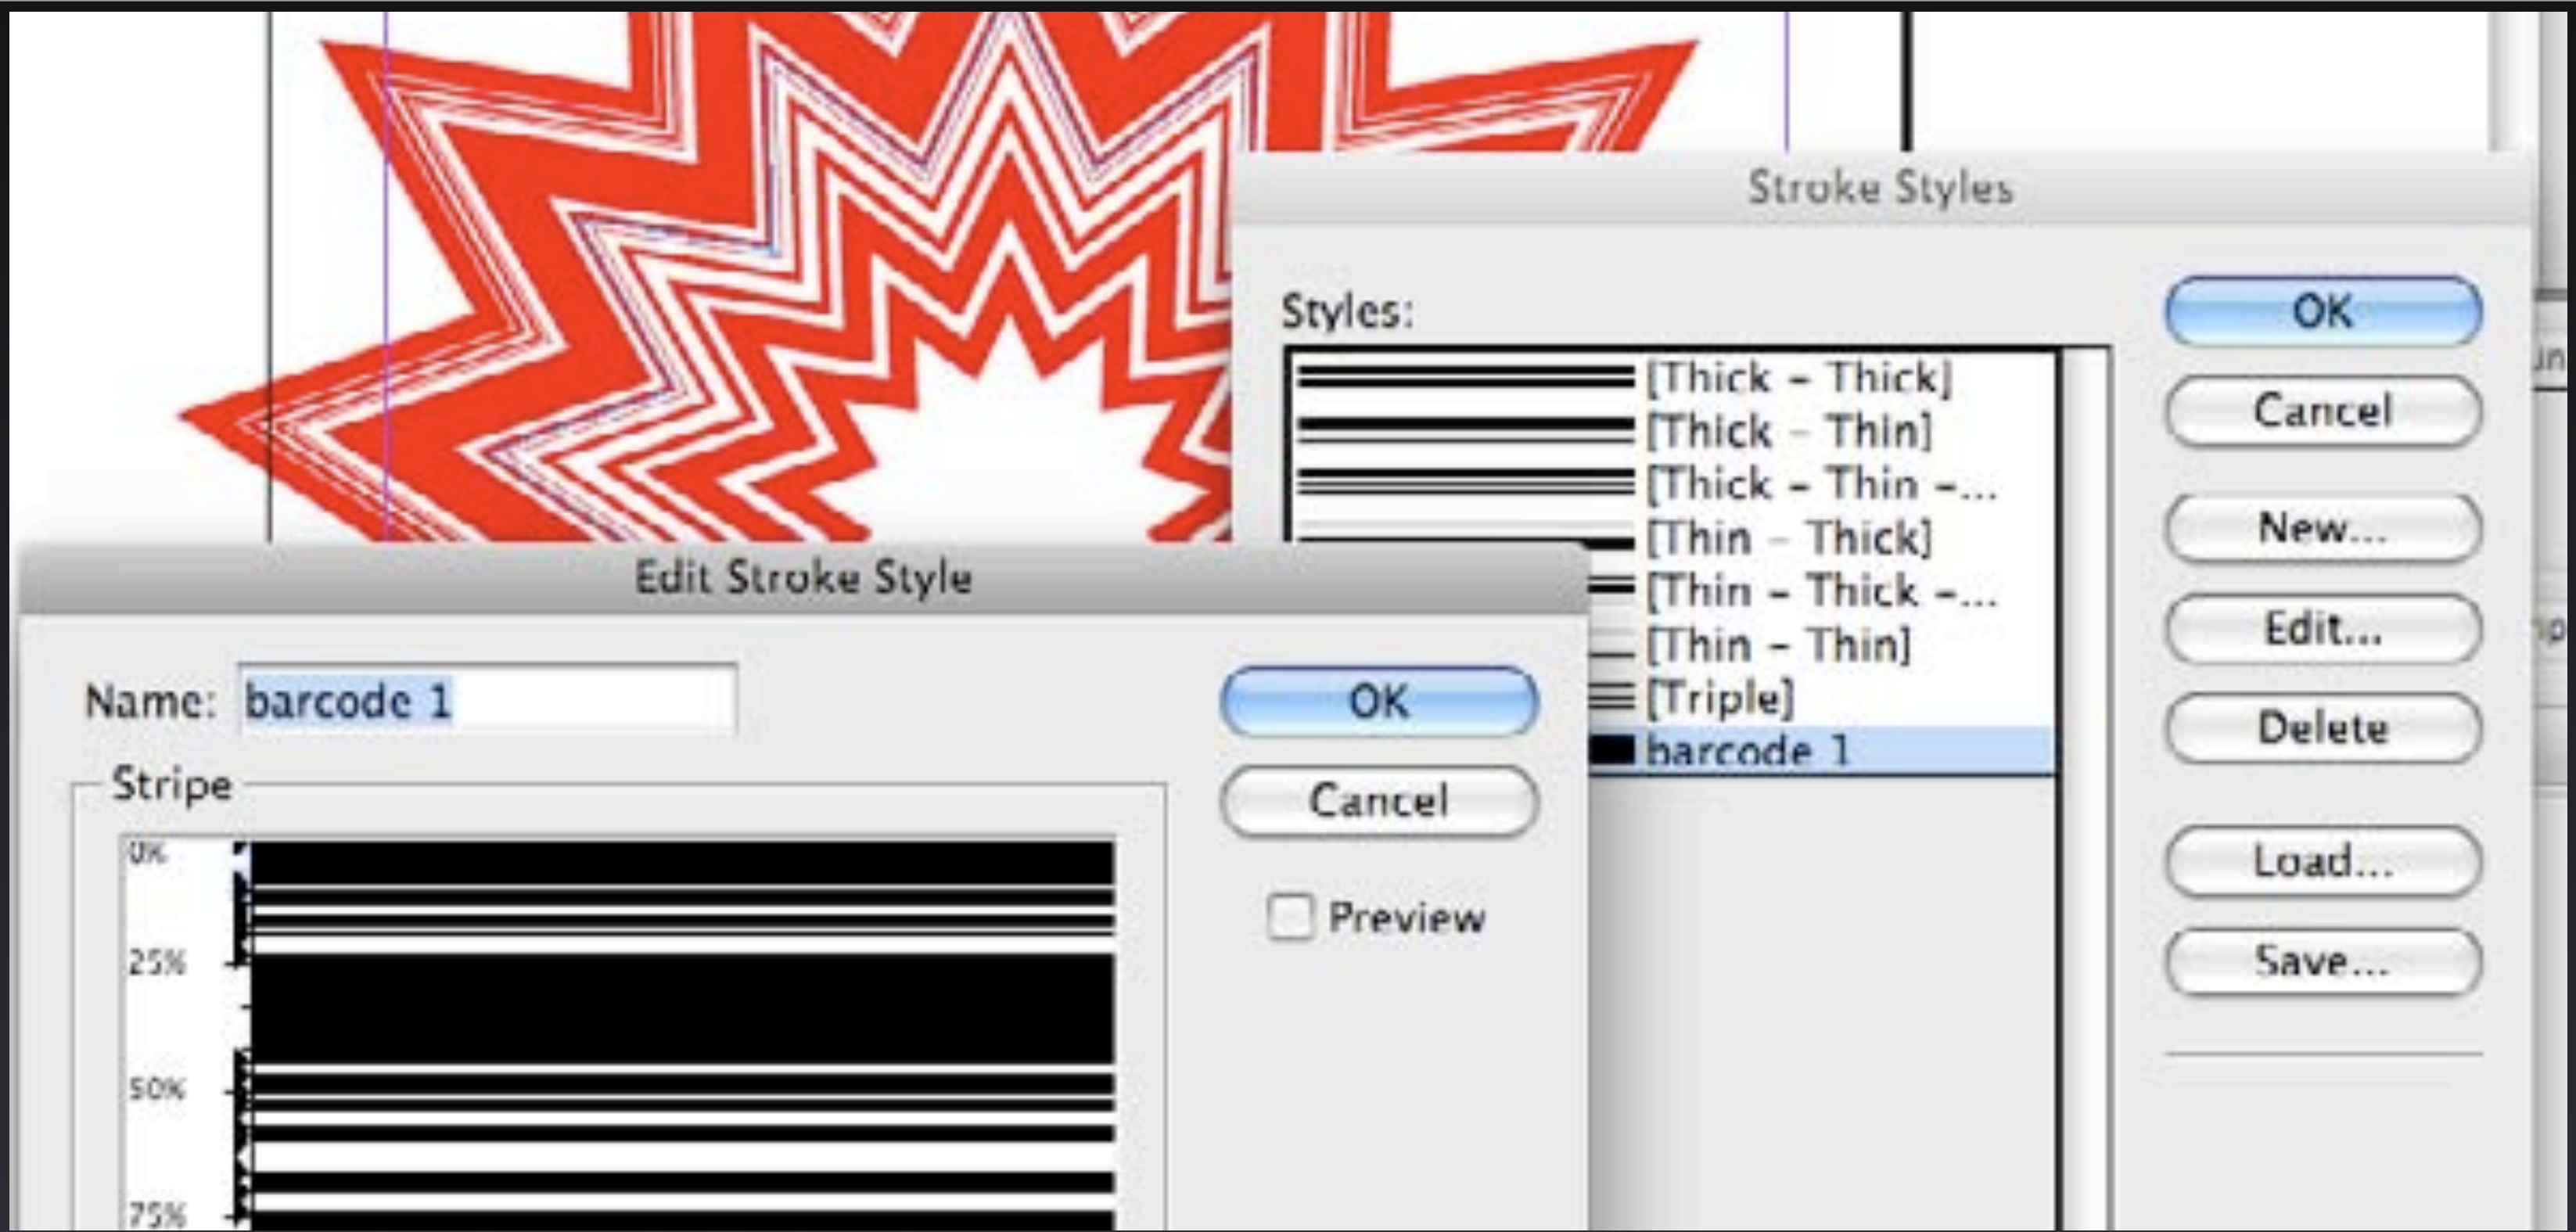 Stroke Styles
Styles:
[Thick - Thick]
[Thick - Thin]
[Thick - Thin -...
[Thin - Thick]
[Thin - Thick -...
[Thin - Thin]
[Triple]
barcode 1
OK
Cancel
New...
Edit...
Delete
Load...
Save...
Edit Stroke Style
Name: barcode 1
OK
Cancel
Preview
Stripe
0%
25%
50%
75%